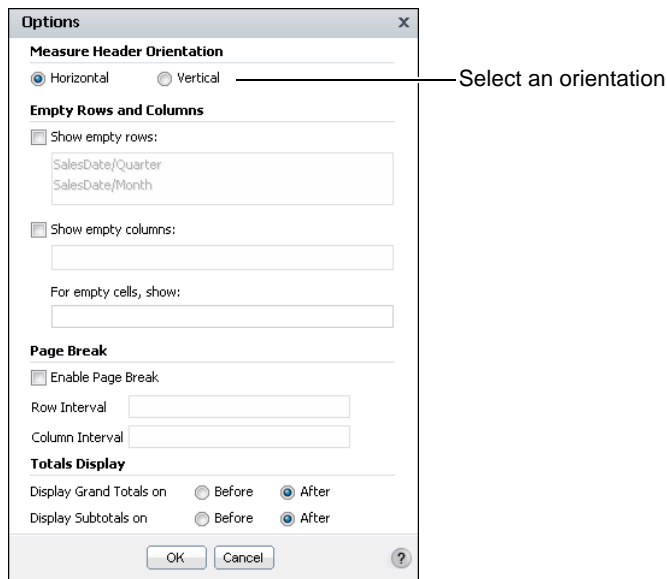 Options x
Measure Header Orientation
Horizontal Vertical Select an orientation
Empty Rows and Columns
Show empty rows:
SalesDate/Quarter
SalesDate/Month
Show empty columns:
For empty cells, show:
Page Break
Enable Page Break
Row Interval
Column Interval
Totals Display
Display Grand Totals on Before After
Display Subtotals on Before After
OK Cancel ?